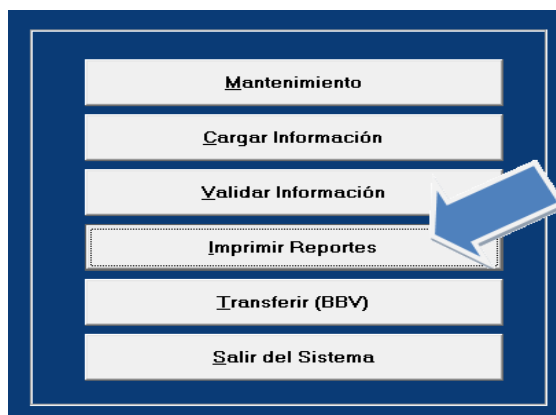 Mantenimiento
Cargar Información
Validar Información
Imprimir Reportes
Transferir (BBV)
Salir del Sistema